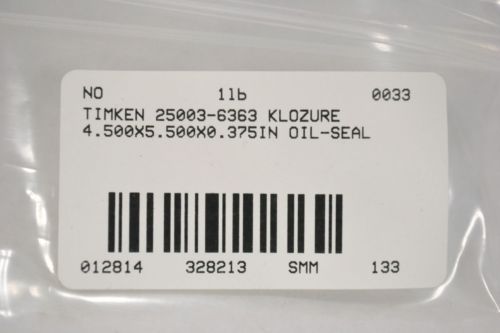 NO 1lb 0033
TIMKEN 25003-6363 KLOZURE
4.500X5.500X0.375IN OIL-SEAL
012814 328213 SMM 133